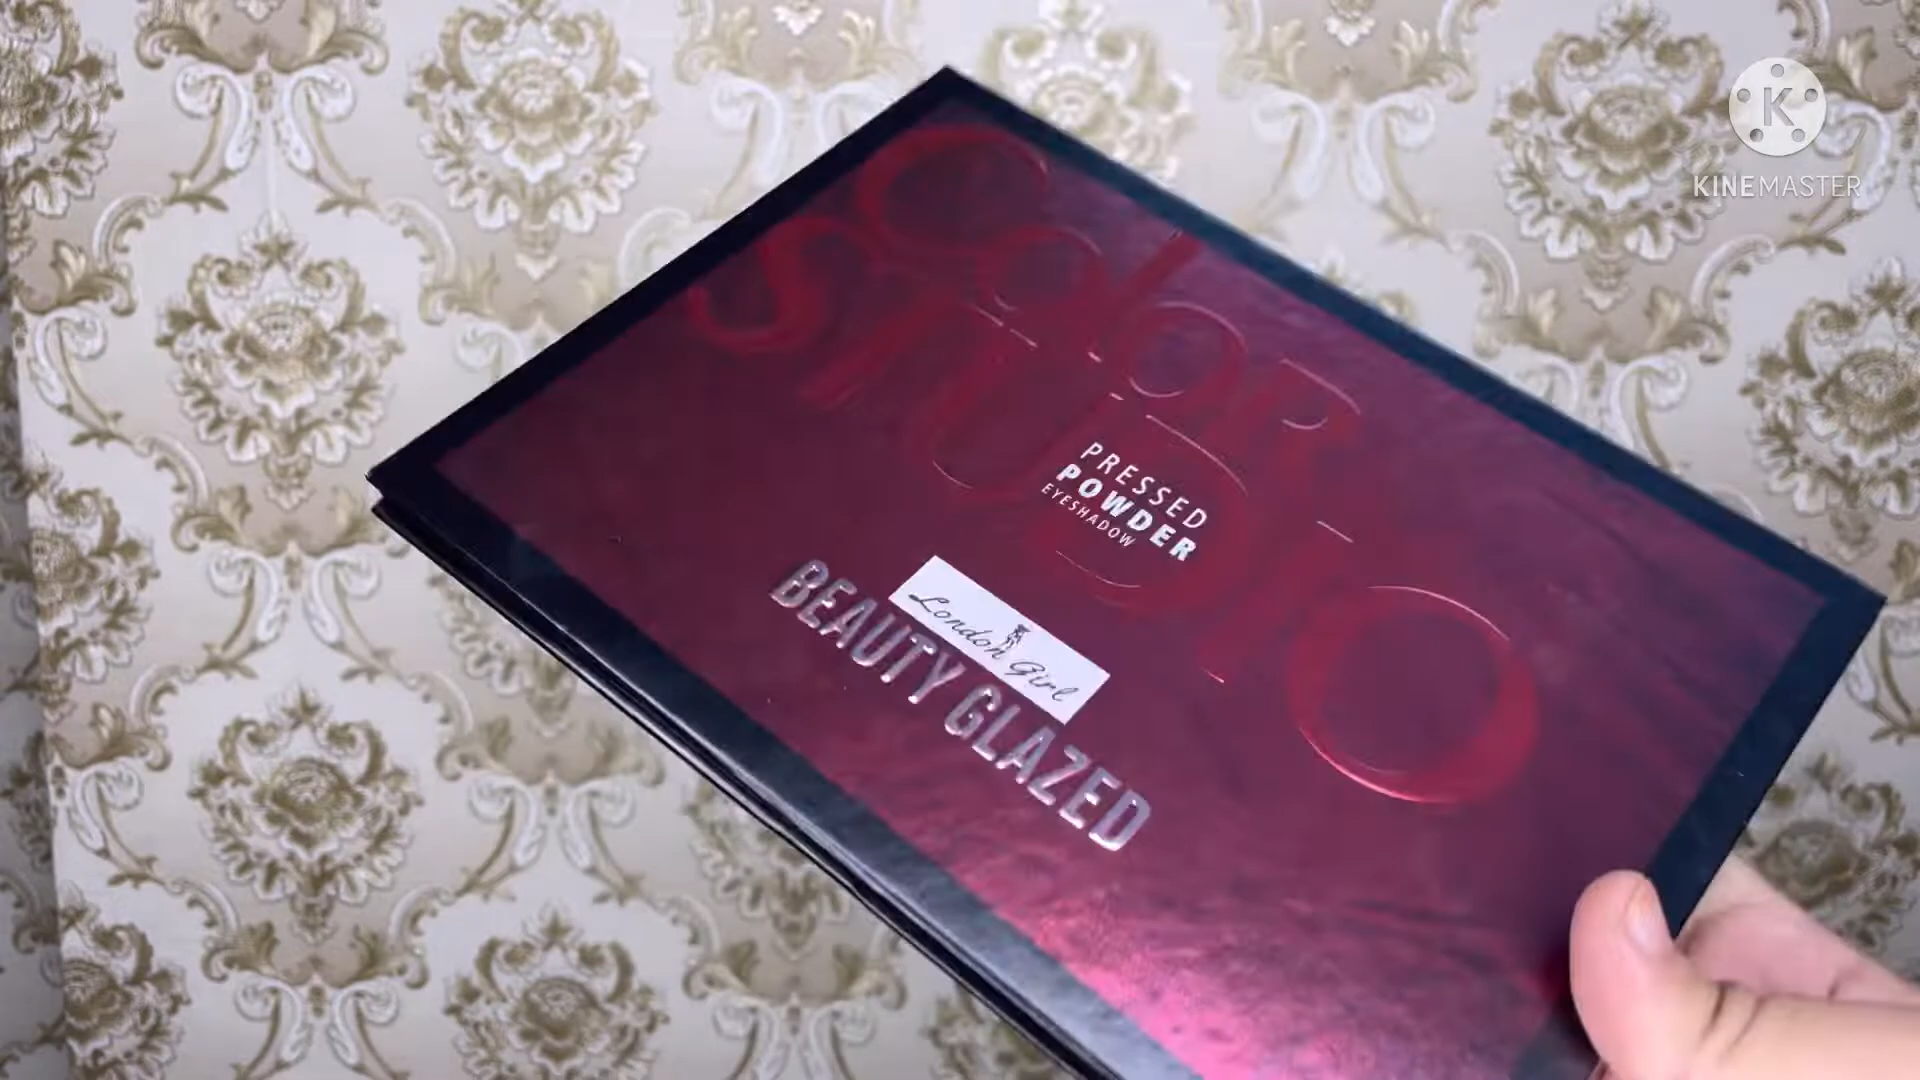 COLOR
STUDIO
PRESSED
POWDER
EYESHADOW
London Girl
BEAUTY GLAZED
K
KINEMASTER